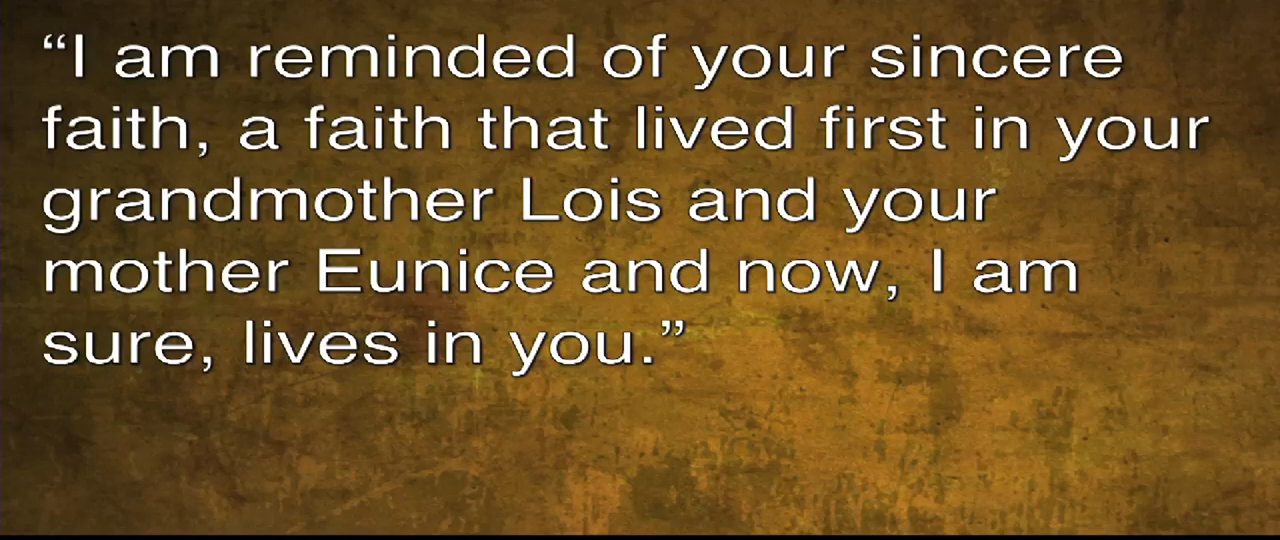 “I am reminded of your sincere
faith, a faith that lived first in your
grandmother Lois and your
mother Eunice and now, I am
sure, lives in you.”